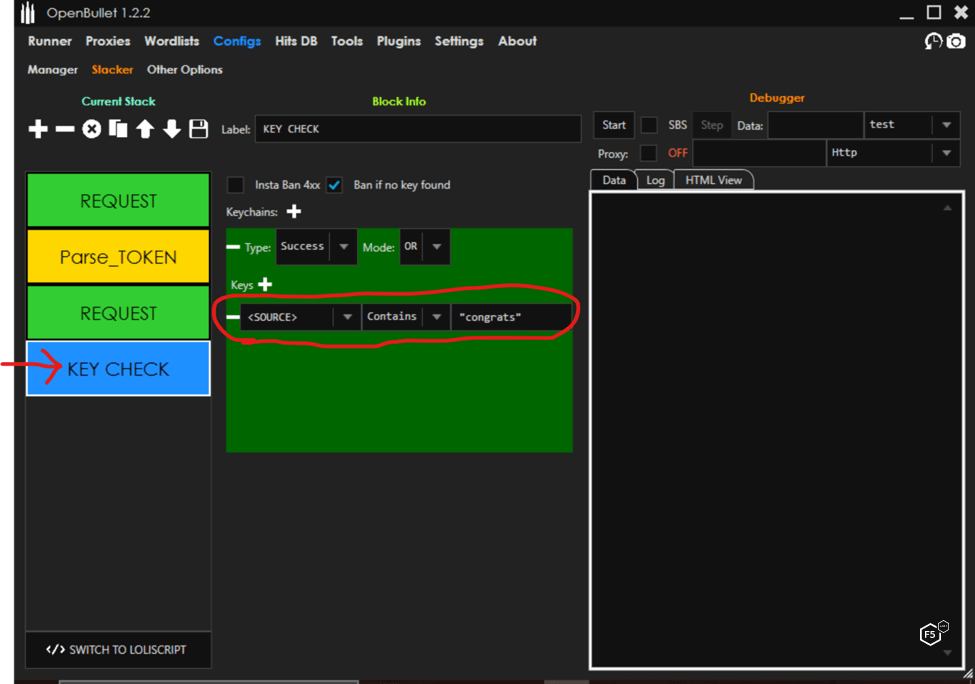 OpenBullet 1.2.2
Runner Proxies Wordlists Configs Hits DB Tools Plugins Settings About
Manager Stacker Other Options
Current Stack
Block Info
Debugger
Label: KEY CHECK
Start SBS Step Data: test
Proxy: OFF Http
Data Log HTML View
REQUEST
Parse_TOKEN
REQUEST
KEY CHECK
Insta Ban 4xx Ban if no key found
Keychains:
Type: Success Mode: OR
Keys
<SOURCE> Contains "congrats"
</> SWITCH TO LOLISCRIPT
F5